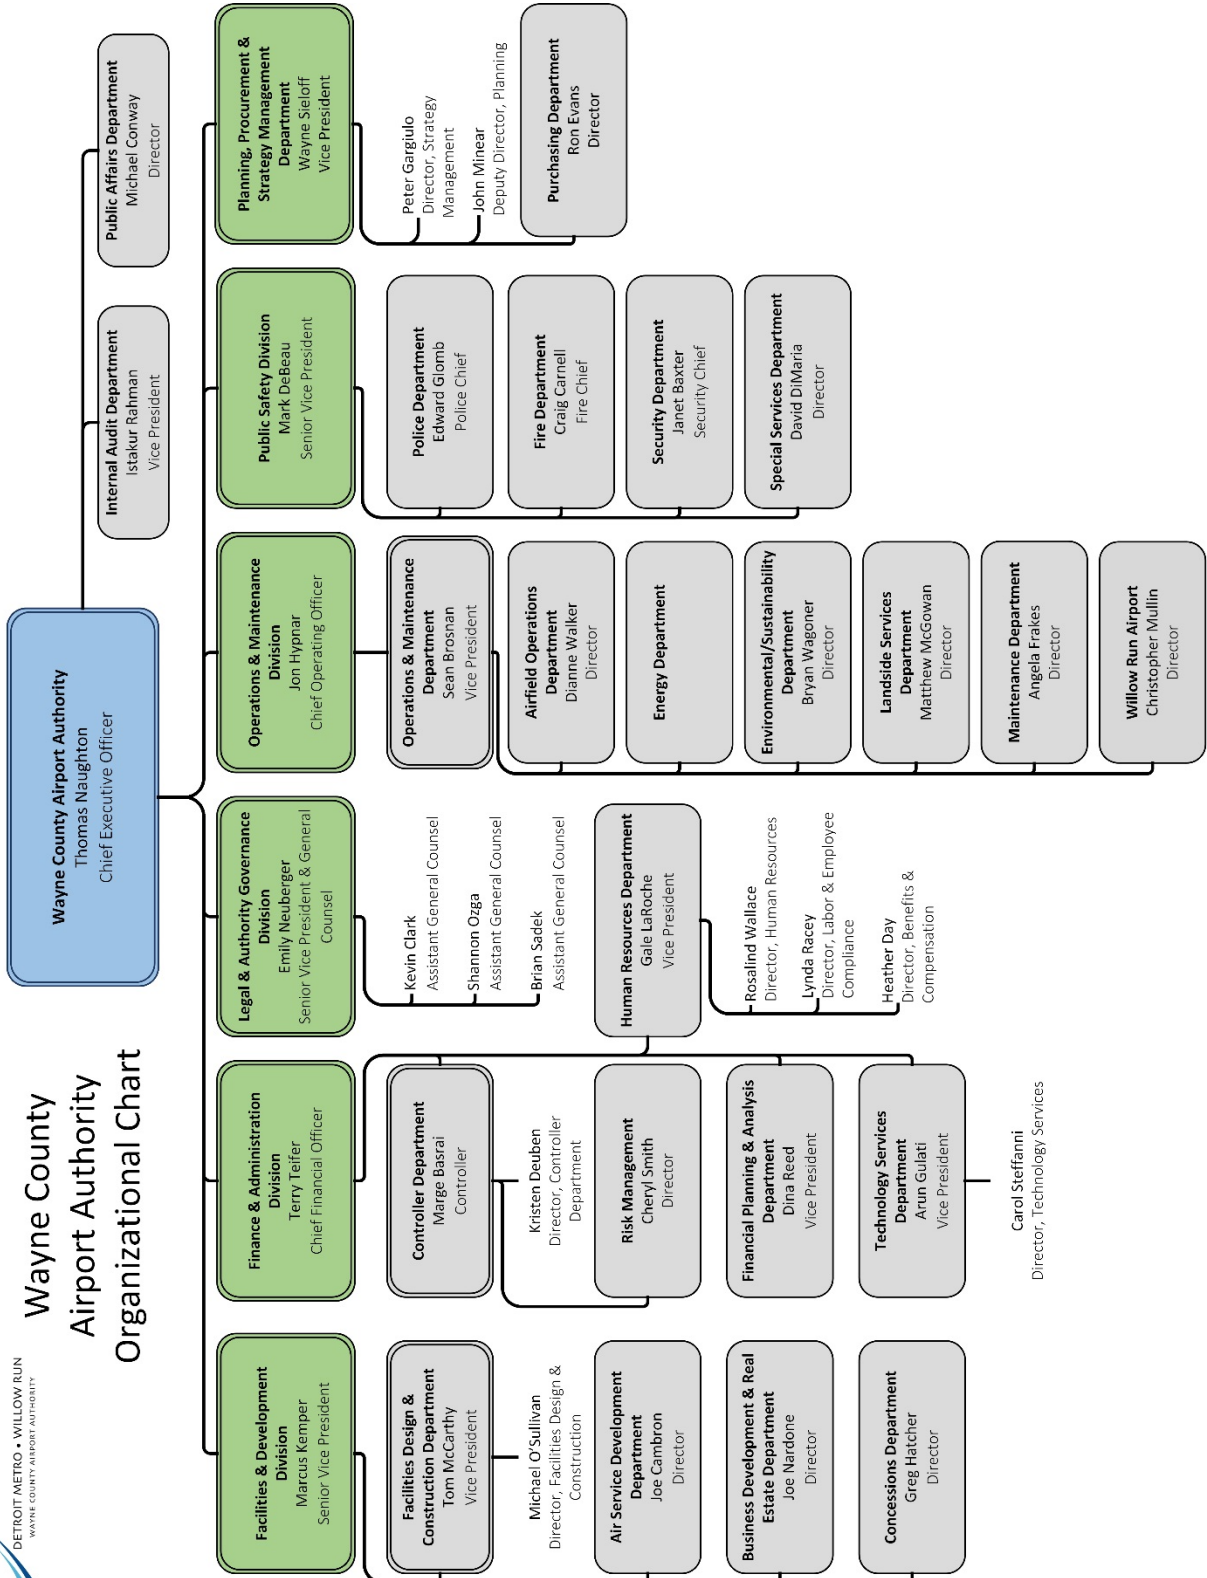 DETROIT METRO • WILLOW RUN
WAYNE COUNTY AIRPORT AUTHORITY
Wayne County
Airport Authority
Organizational Chart
Wayne County Airport Authority
Thomas Naughton
Chief Executive Officer
Internal Audit Department
Istakur Rahman
Vice President
Public Affairs Department
Michael Conway
Director
Facilities & Development
Division
Marcus Kemper
Senior Vice President
Facilities Design &
Construction Department
Tom McCarthy
Vice President
Michael O'Sullivan
Director, Facilities Design &
Construction
Air Service Development
Department
Joe Cambron
Director
Business Development & Real
Estate Department
Joe Nardone
Director
Concessions Department
Greg Hatcher
Director
Finance & Administration
Division
Terry Teifer
Chief Financial Officer
Controller Department
Marge Basrai
Controller
Kristen Deuben
Director, Controller
Department
Risk Management
Cheryl Smith
Director
Financial Planning & Analysis
Department
Dina Reed
Vice President
Technology Services
Department
Arun Gulati
Vice President
Carol Steffanni
Director, Technology Services
Legal & Authority Governance
Division
Emily Neuberger
Senior Vice President & General
Counsel
Kevin Clark
Assistant General Counsel
Shannon Ozga
Assistant General Counsel
Brian Sadek
Assistant General Counsel
Human Resources Department
Gale LaRoche
Vice President
Rosalind Wallace
Director, Human Resources
Lynda Racey
Director, Labor & Employee
Compliance
Heather Day
Director, Benefits &
Compensation
Operations & Maintenance
Division
Jon Hypnar
Chief Operating Officer
Operations & Maintenance
Department
Sean Brosnan
Vice President
Airfield Operations
Department
Dianne Walker
Director
Energy Department
Environmental/Sustainability
Department
Bryan Wagoner
Director
Landside Services
Department
Matthew McGowan
Director
Maintenance Department
Angela Frakes
Director
Willow Run Airport
Christopher Mullin
Director
Public Safety Division
Mark DeBeau
Senior Vice President
Police Department
Edward Glomb
Police Chief
Fire Department
Craig Carnell
Fire Chief
Security Department
Janet Baxter
Security Chief
Special Services Department
David DiMaria
Director
Planning, Procurement &
Strategy Management
Department
Wayne Sieloff
Vice President
Peter Gargiulo
Director, Strategy
Management
John Minear
Deputy Director, Planning
Purchasing Department
Ron Evans
Director